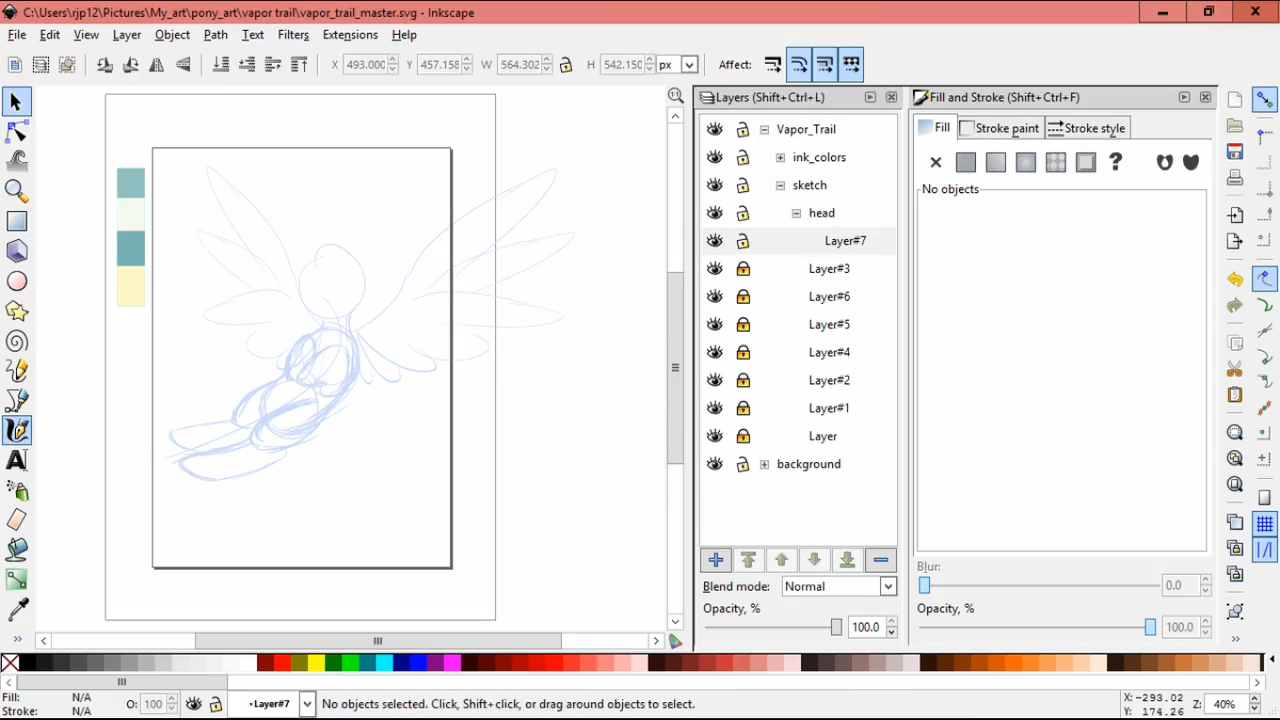 C:\Users\rjp12\Pictures\My_art\pony_art\vapor trail\vapor_trail_master.svg - Inkscape
File Edit View Layer Object Path Text Filters Extensions Help
X 493.000 Y 457.158 W 564.302 H 542.150 px Affect:
Layers (Shift+Ctrl+L) Fill and Stroke (Shift+Ctrl+F)
Vapor_Trail Fill Stroke paint Stroke style
ink_colors
sketch No objects
head
Layer#7
Layer#3
Layer#6
Layer#5
Layer#4
Layer#2
Layer#1
Layer
background
Blur:
Blend mode: Normal 0.0
Opacity, % Opacity, %
100.0 100.0
Fill: N/A O: 100 Layer#7 No objects selected. Click, Shift+click, or drag around objects to select. X: -293.02 Z: 40%
Stroke: N/A Y: 174.26